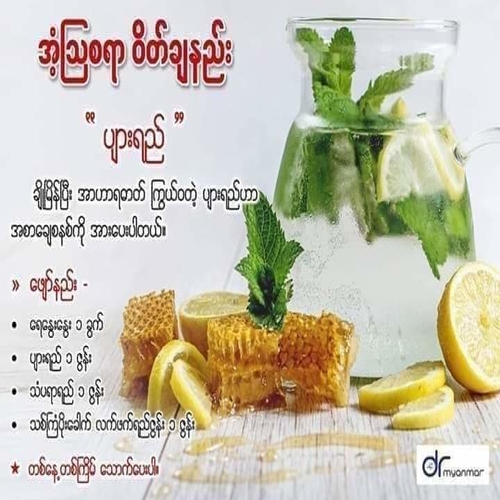 အံ့ဩစရာ ဝိတ်ချနည်း
“ ပျားရည် ”
ချိုမြိန်ပြီး အာဟာရဓာတ် ကြွယ်ဝတဲ့ ပျားရည်ဟာ
အစာချေစနစ်ကို အားပေးပါတယ်။
» ဖျော်နည်း -
• ရေနွေးနွေး ၁ ခွက်
• ပျားရည် ၁ ဇွန်း
• သံပရာရည် ၁ ဇွန်း
• သစ်ကြံပိုးခေါက် လက်ဖက်ရည်ဇွန်း ၁ ဇွန်း
★ တစ်နေ့ တစ်ကြိမ် သောက်ပေးပါ။
dr myanmar